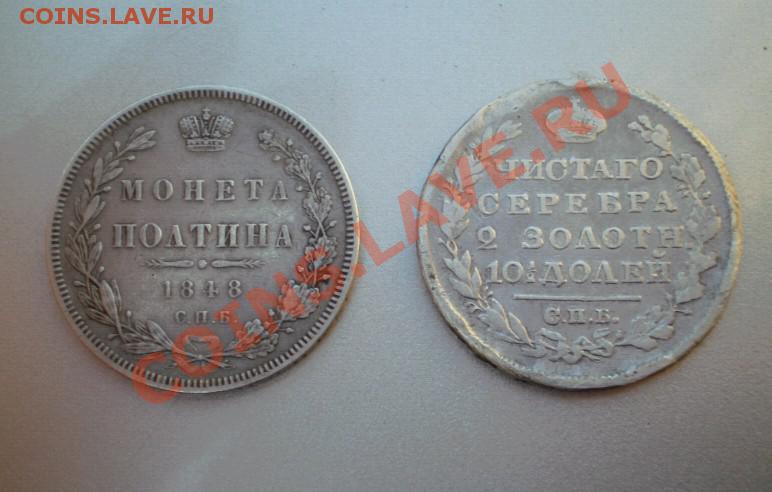 COINS.LAVE.RU
МОНЕТА
ПОЛТИНА
1848
С.П.Б.
ЧИСТАГО
СЕРЕБРА
2 ЗОЛОТН
10½ ДОЛЕЙ
С.П.Б.
COINS.LAVE.RU